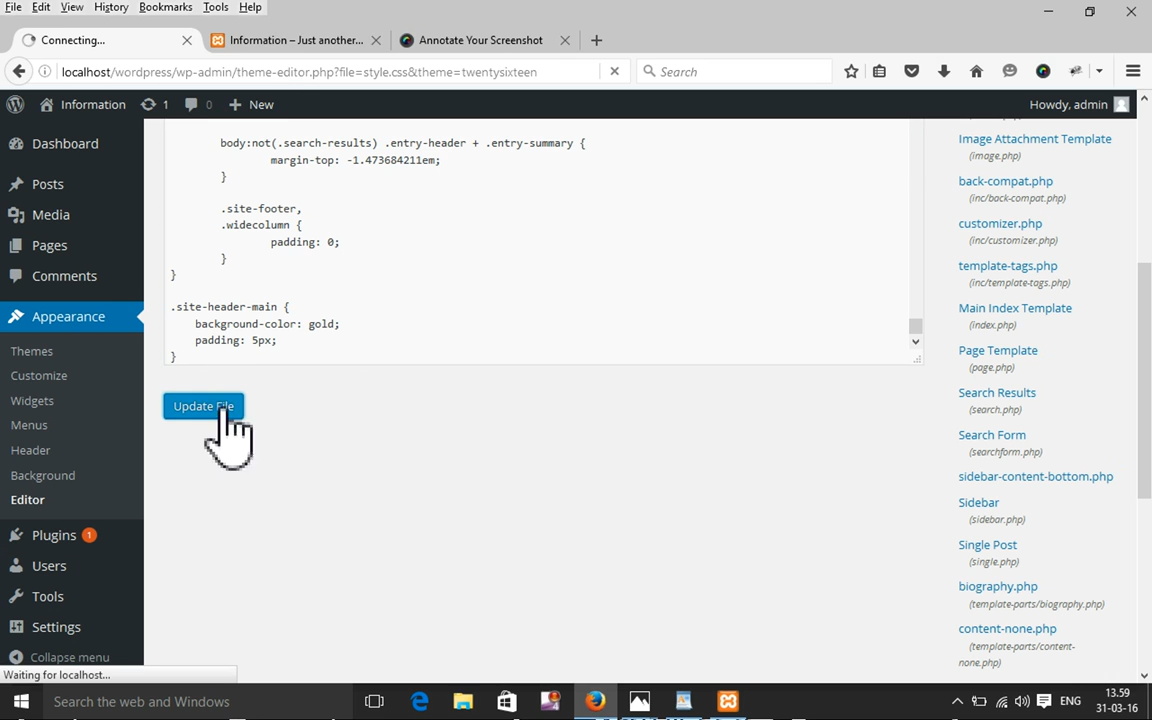 File Edit View History Bookmarks Tools Help
Connecting...
Information – Just another...
Annotate Your Screenshot
localhost/wordpress/wp-admin/theme-editor.php?file=style.css&theme=twentysixteen
Search
Information 1 0 New
Howdy, admin
Dashboard
Posts
Media
Pages
Comments
Appearance
Themes
Customize
Widgets
Menus
Header
Background
Editor
Plugins 1
Users
Tools
Settings
Collapse menu
body:not(.search-results) .entry-header + .entry-summary {
margin-top: -1.473684211em;
}
.site-footer,
.widecolumn {
padding: 0;
}
}
.site-header-main {
background-color: gold;
padding: 5px;
}
Update File
Image Attachment Template
(image.php)
back-compat.php
(inc/back-compat.php)
customizer.php
(inc/customizer.php)
template-tags.php
(inc/template-tags.php)
Main Index Template
(index.php)
Page Template
(page.php)
Search Results
(search.php)
Search Form
(searchform.php)
sidebar-content-bottom.php
Sidebar
(sidebar.php)
Single Post
(single.php)
biography.php
(template-parts/biography.php)
content-none.php
(template-parts/content-
none.php)
Waiting for localhost...
Search the web and Windows
ENG
13.59
31-03-16